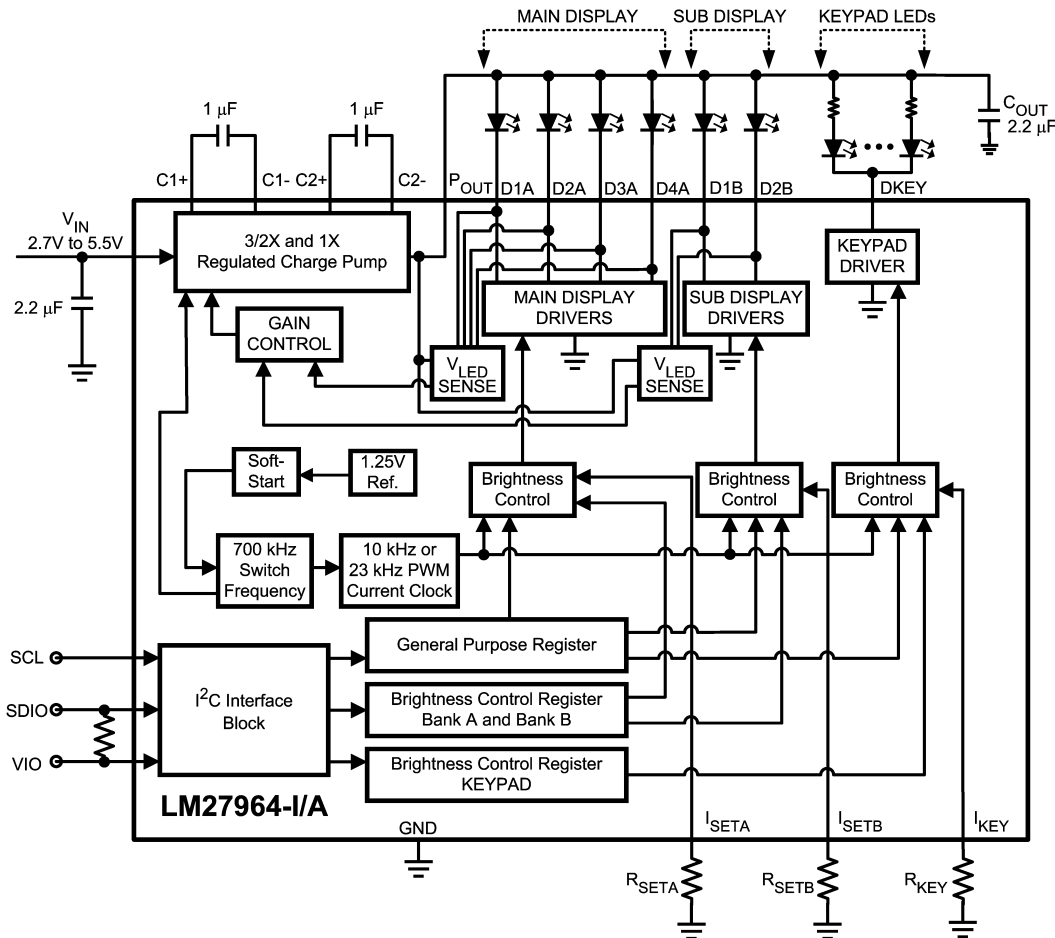 MAIN DISPLAY
SUB DISPLAY
KEYPAD LEDs
1 µF
1 µF
COUT
2.2 µF
C1+
C1-
C2+
C2-
POUT
D1A
D2A
D3A
D4A
D1B
D2B
DKEY
VIN
2.7V to 5.5V
2.2 µF
3/2X and 1X
Regulated Charge Pump
KEYPAD
DRIVER
MAIN DISPLAY
DRIVERS
SUB DISPLAY
DRIVERS
GAIN
CONTROL
VLED
SENSE
VLED
SENSE
Soft-
Start
1.25V
Ref.
Brightness
Control
Brightness
Control
Brightness
Control
700 kHz
Switch
Frequency
10 kHz or
23 kHz PWM
Current Clock
General Purpose Register
SCL
SDIO
VIO
I2C Interface
Block
Brightness Control Register
Bank A and Bank B
Brightness Control Register
KEYPAD
LM27964-I/A
GND
ISETA
ISETB
IKEY
RSETA
RSETB
RKEY